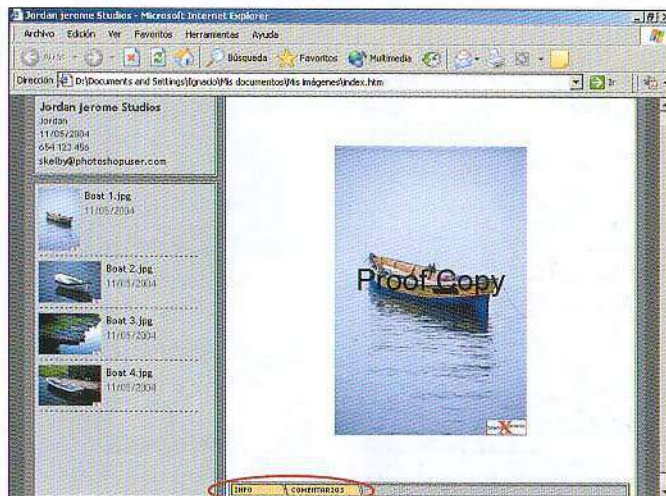 Jordan jerome Studios - Microsoft Internet Explorer
Archivo Edición Ver Favoritos Herramientas Ayuda
Búsqueda Favoritos Multimedia
Dirección D:\Documents and Settings\Ignacio\Mis documentos\Mis imágenes\index.htm Ir
Jordan jerome Studios
Jordan
11/05/2004
654 123 456
skelby@photoshopuser.com
Boat 1.jpg
11/05/2004
Boat 2.jpg
11/05/2004
Boat 3.jpg
11/05/2004
Boat 4.jpg
11/05/2004
Proof Copy
INFO COMENTARIOS